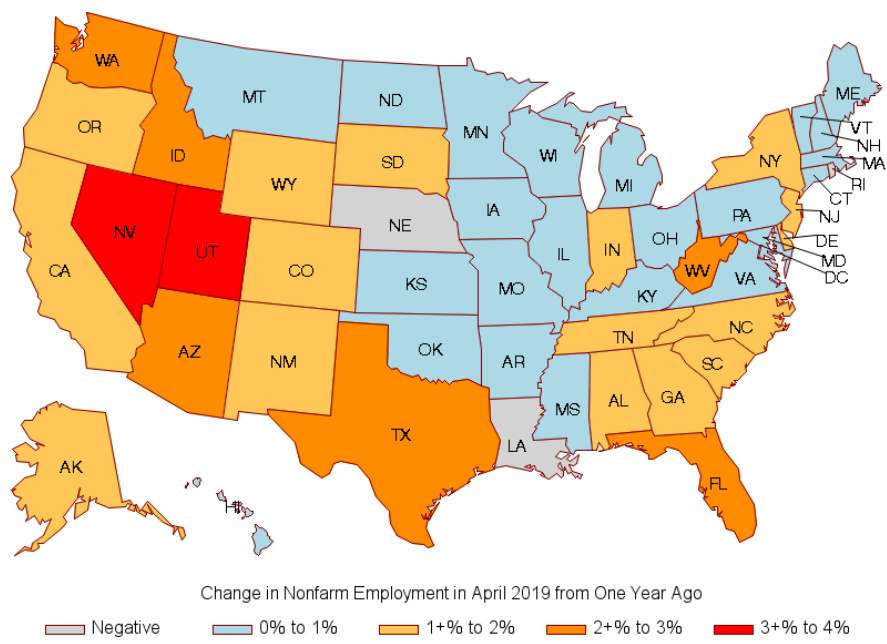 WA
MT
ND
MN
ME
OR
ID
SD
WI
MI
NY
VT
NH
MA
RI
CT
WY
IA
PA
NJ
NE
NV
UT
CO
IL
IN
OH
DE
MD
DC
CA
KS
MO
WV
VA
KY
AZ
NM
OK
AR
TN
NC
SC
MS
AL
GA
TX
LA
FL
AK
HI
Change in Nonfarm Employment in April 2019 from One Year Ago
Negative 0% to 1% 1+% to 2% 2+% to 3% 3+% to 4%